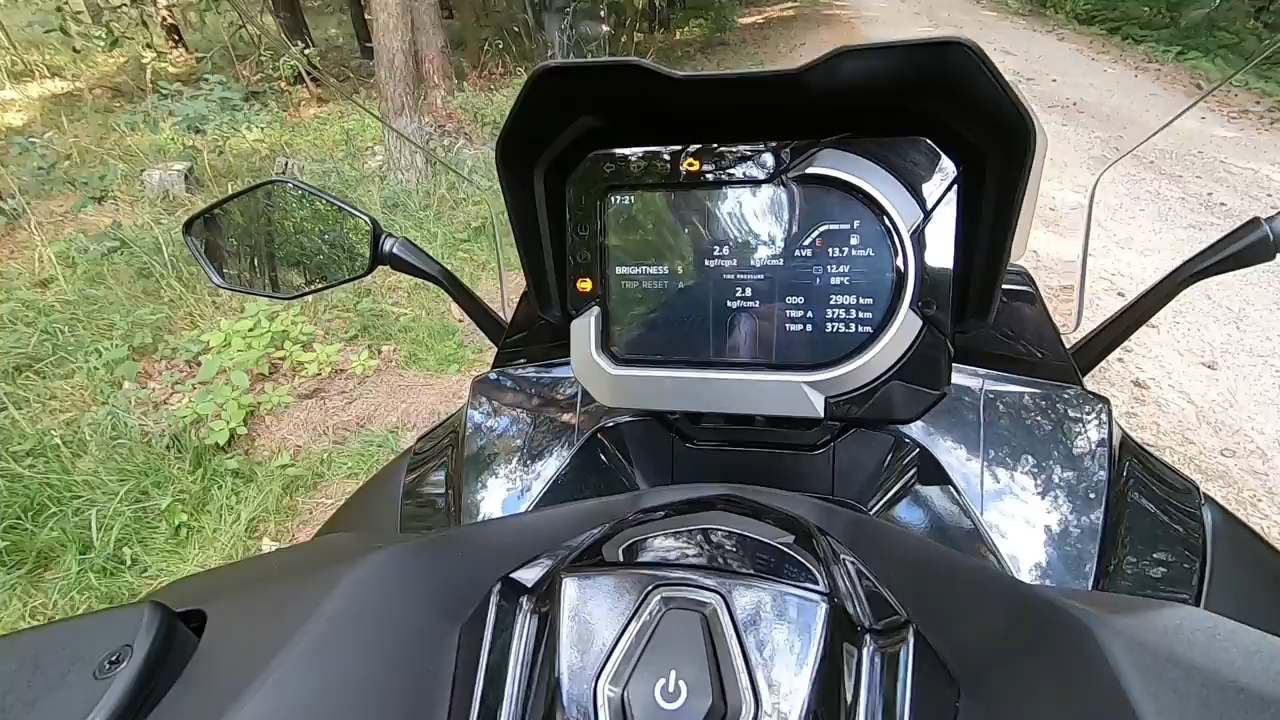 17:21
F
E
2.6
kgf/cm2
kgf/cm2
AVE 13.7 km/L
BRIGHTNESS 5
TRIP RESET A
TIRE PRESSURE
12.4V
88°C
2.8
kgf/cm2
ODO 2906 km
TRIP A 375.3 km
TRIP B 375.3 km